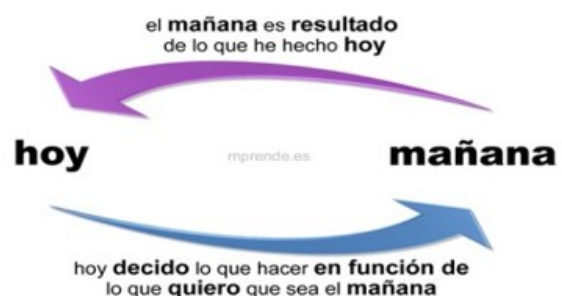 el mañana es resultado
de lo que he hecho hoy
hoy
mprende.es
mañana
hoy decido lo que hacer en función de
lo que quiero que sea el mañana